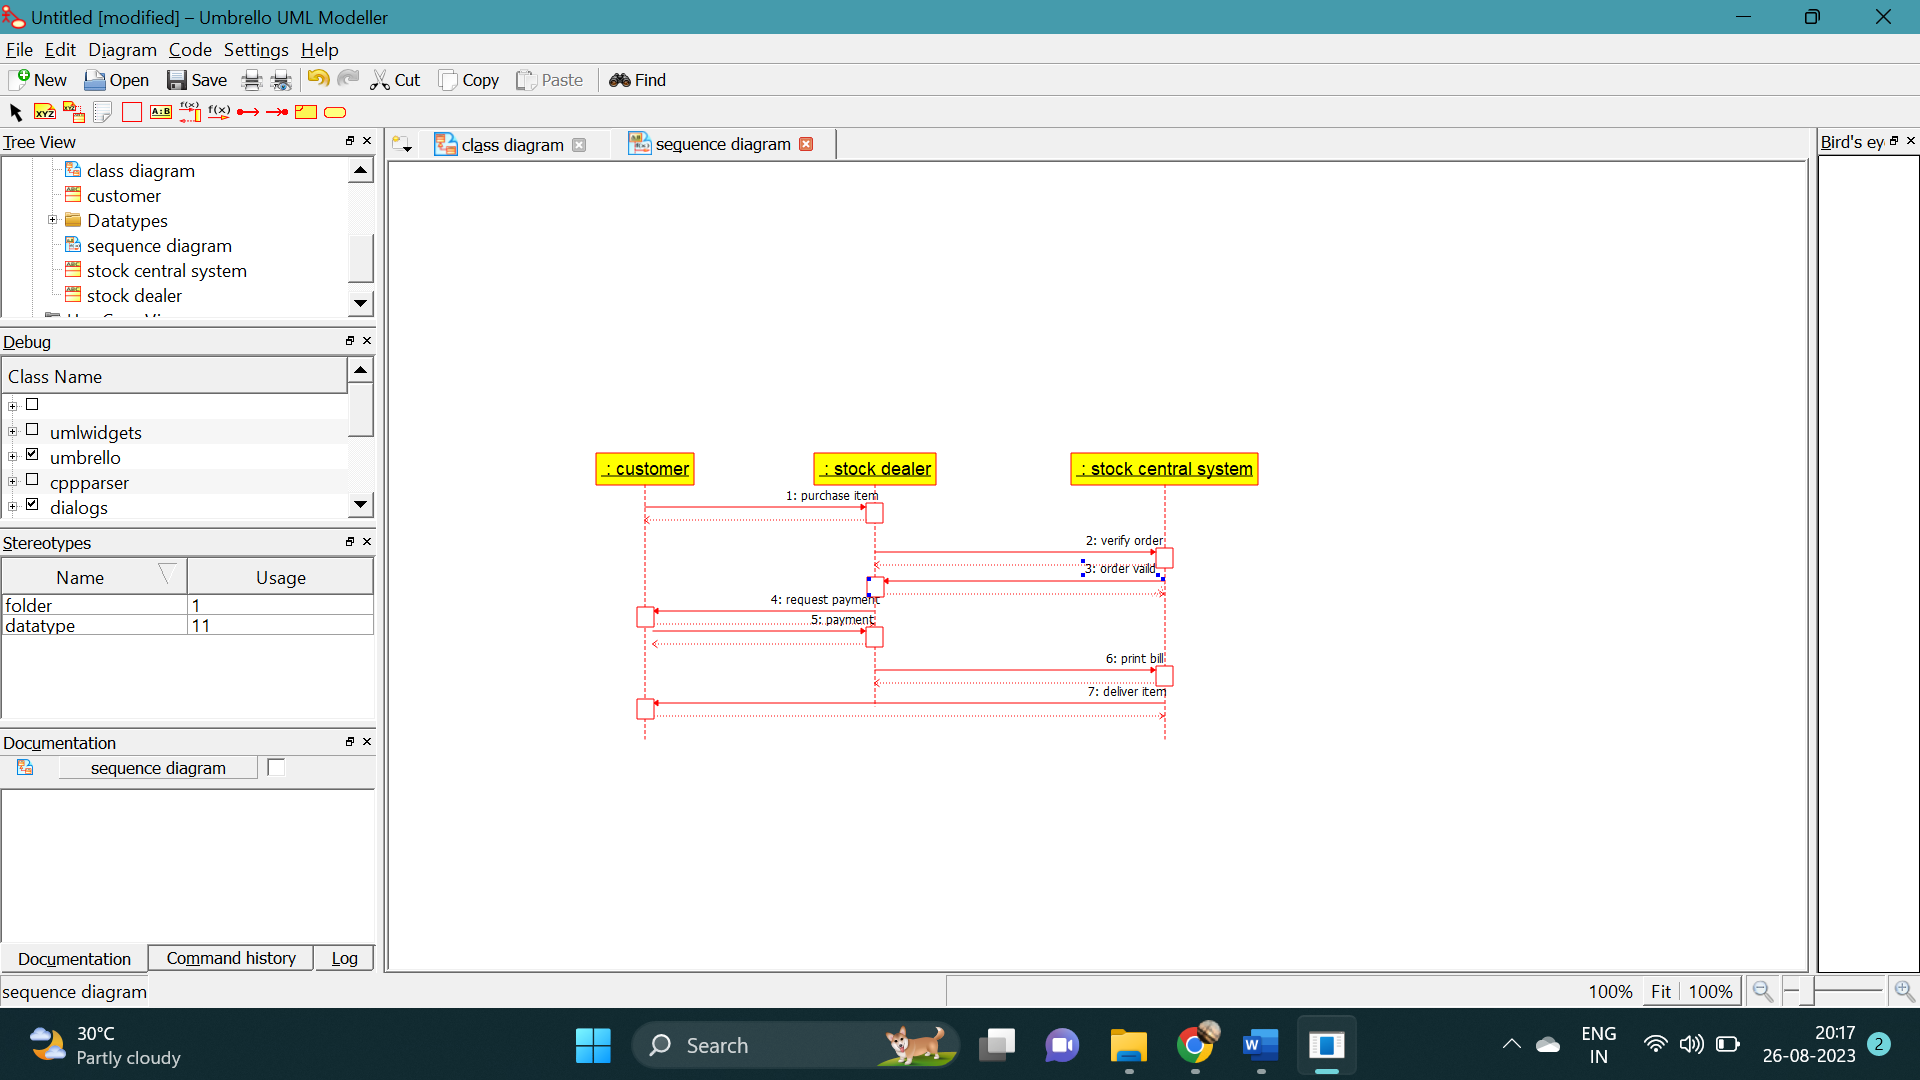 Untitled [modified] – Umbrello UML Modeller
File Edit Diagram Code Settings Help
New Open Save Cut Copy Paste Find
XYZ XYZ A:B f(x) f(x)
Tree View
class diagram
sequence diagram
Bird's ey
class diagram
customer
Datatypes
sequence diagram
stock central system
stock dealer
Debug
Class Name
umlwidgets
umbrello
cppparser
dialogs
Stereotypes
Name Usage
folder 1
datatype 11
Documentation
sequence diagram
Documentation Command history Log
: customer : stock dealer : stock central system
1: purchase item
2: verify order
3: order vaild
4: request payment
5: payment
6: print bill
7: deliver item
sequence diagram
100% Fit 100%
30°C
Partly cloudy
Search
W
ENG
IN
20:17
26-08-2023
2